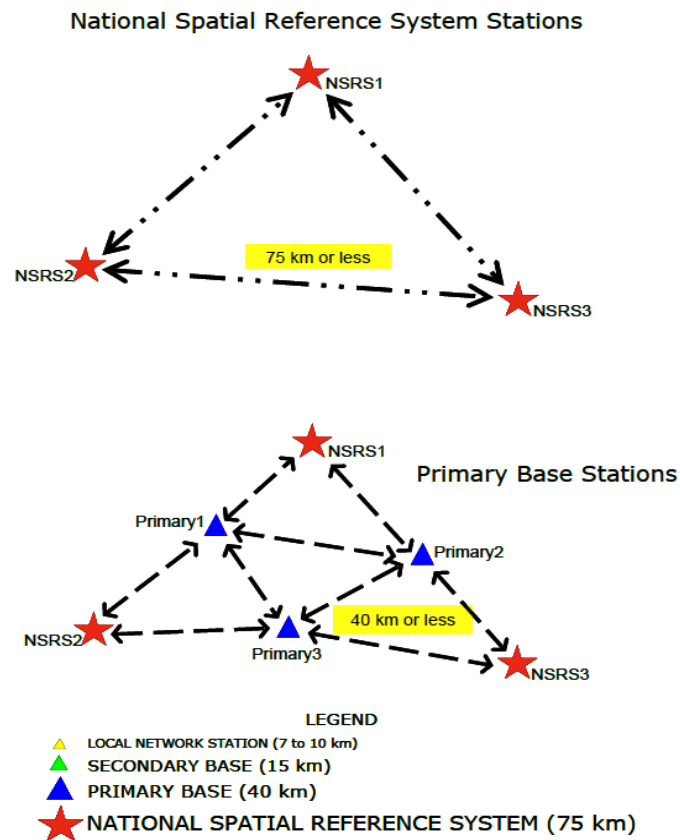 National Spatial Reference System Stations
NSRS1
75 km or less
NSRS2
NSRS3
NSRS1
Primary Base Stations
Primary1
Primary2
40 km or less
NSRS2
Primary3
NSRS3
LEGEND
LOCAL NETWORK STATION (7 to 10 km)
SECONDARY BASE (15 km)
PRIMARY BASE (40 km)
NATIONAL SPATIAL REFERENCE SYSTEM (75 km)